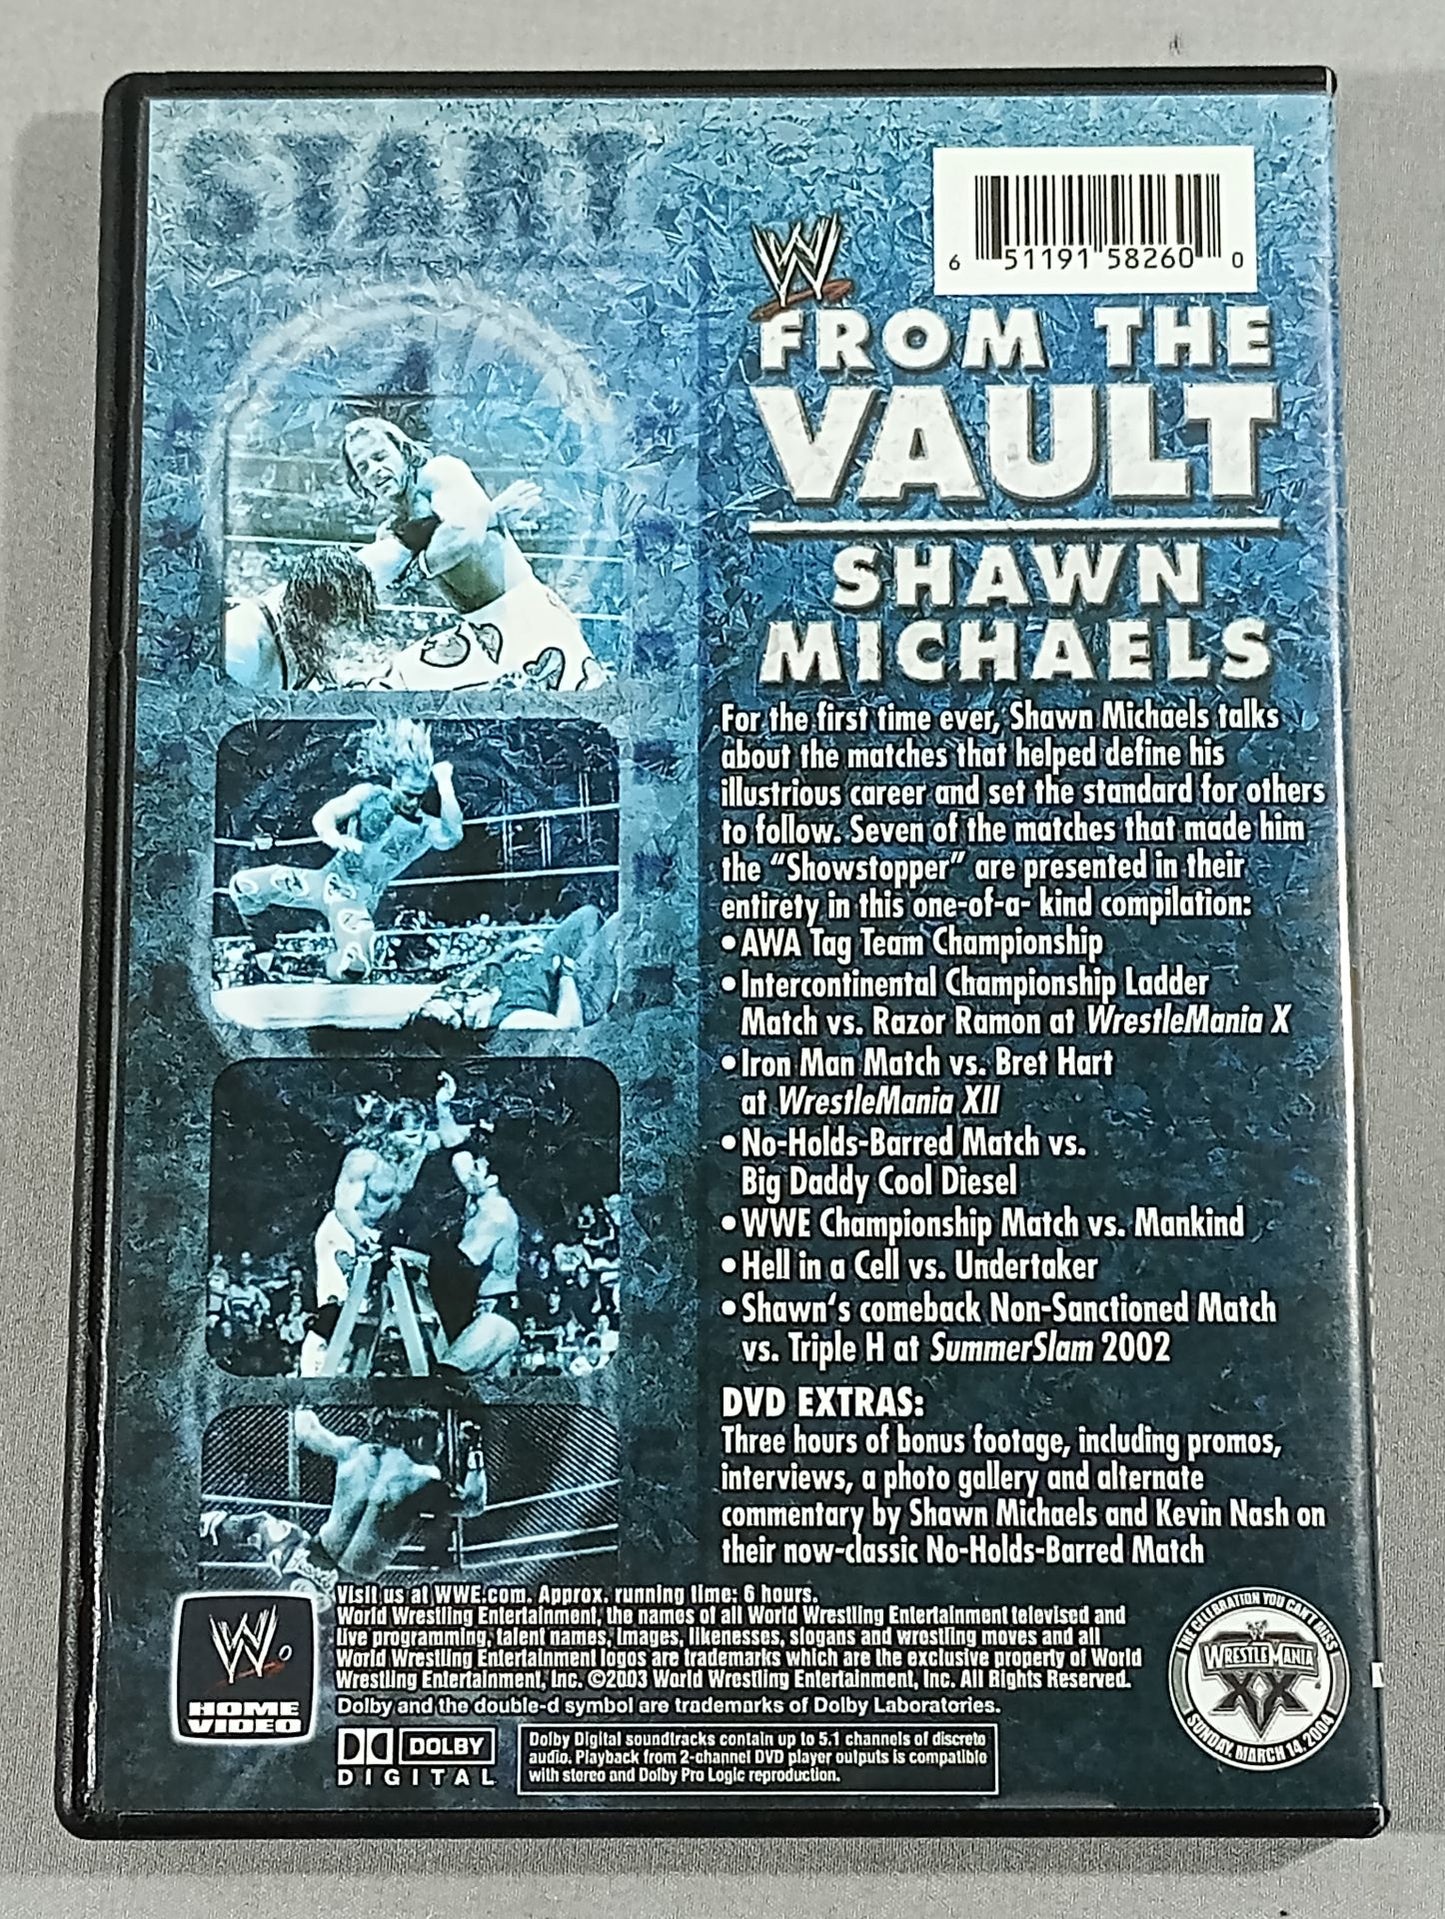 START
6 51191 58260 0
W
FROM THE
VAULT
SHAWN
MICHAELS
For the first time ever, Shawn Michaels talks
about the matches that helped define his
illustrious career and set the standard for others
to follow. Seven of the matches that made him
the “Showstopper” are presented in their
entirety in this one-of-a- kind compilation:
•AWA Tag Team Championship
•Intercontinental Championship Ladder
Match vs. Razor Ramon at WrestleMania X
•Iron Man Match vs. Bret Hart
at WrestleMania XII
•No-Holds-Barred Match vs.
Big Daddy Cool Diesel
•WWE Championship Match vs. Mankind
•Hell in a Cell vs. Undertaker
•Shawn‘s comeback Non-Sanctioned Match
vs. Triple H at SummerSlam 2002
DVD EXTRAS:
Three hours of bonus footage, including promos,
interviews, a photo gallery and alternate
commentary by Shawn Michaels and Kevin Nash on
their now-classic No-Holds-Barred Match
Visit us at WWE.com. Approx. running time: 6 hours.
World Wrestling Entertainment, the names of all World Wrestling Entertainment televised and
live programming, talent names, images, likenesses, slogans and wrestling moves and all
World Wrestling Entertainment logos are trademarks which are the exclusive property of World
Wrestling Entertainment, Inc. ©2003 World Wrestling Entertainment, Inc. All Rights Reserved.
Dolby and the double-d symbol are trademarks of Dolby Laboratories.
W
HOME
VIDEO
DOLBY
DIGITAL
Dolby Digital soundtracks contain up to 5.1 channels of discrete
audio. Playback from 2-channel DVD player outputs is compatible
with stereo and Dolby Pro Logic reproduction.
THE CELEBRATION YOU CAN'T MISS
WRESTLEMANIA
XX
SUNDAY, MARCH 14, 2004